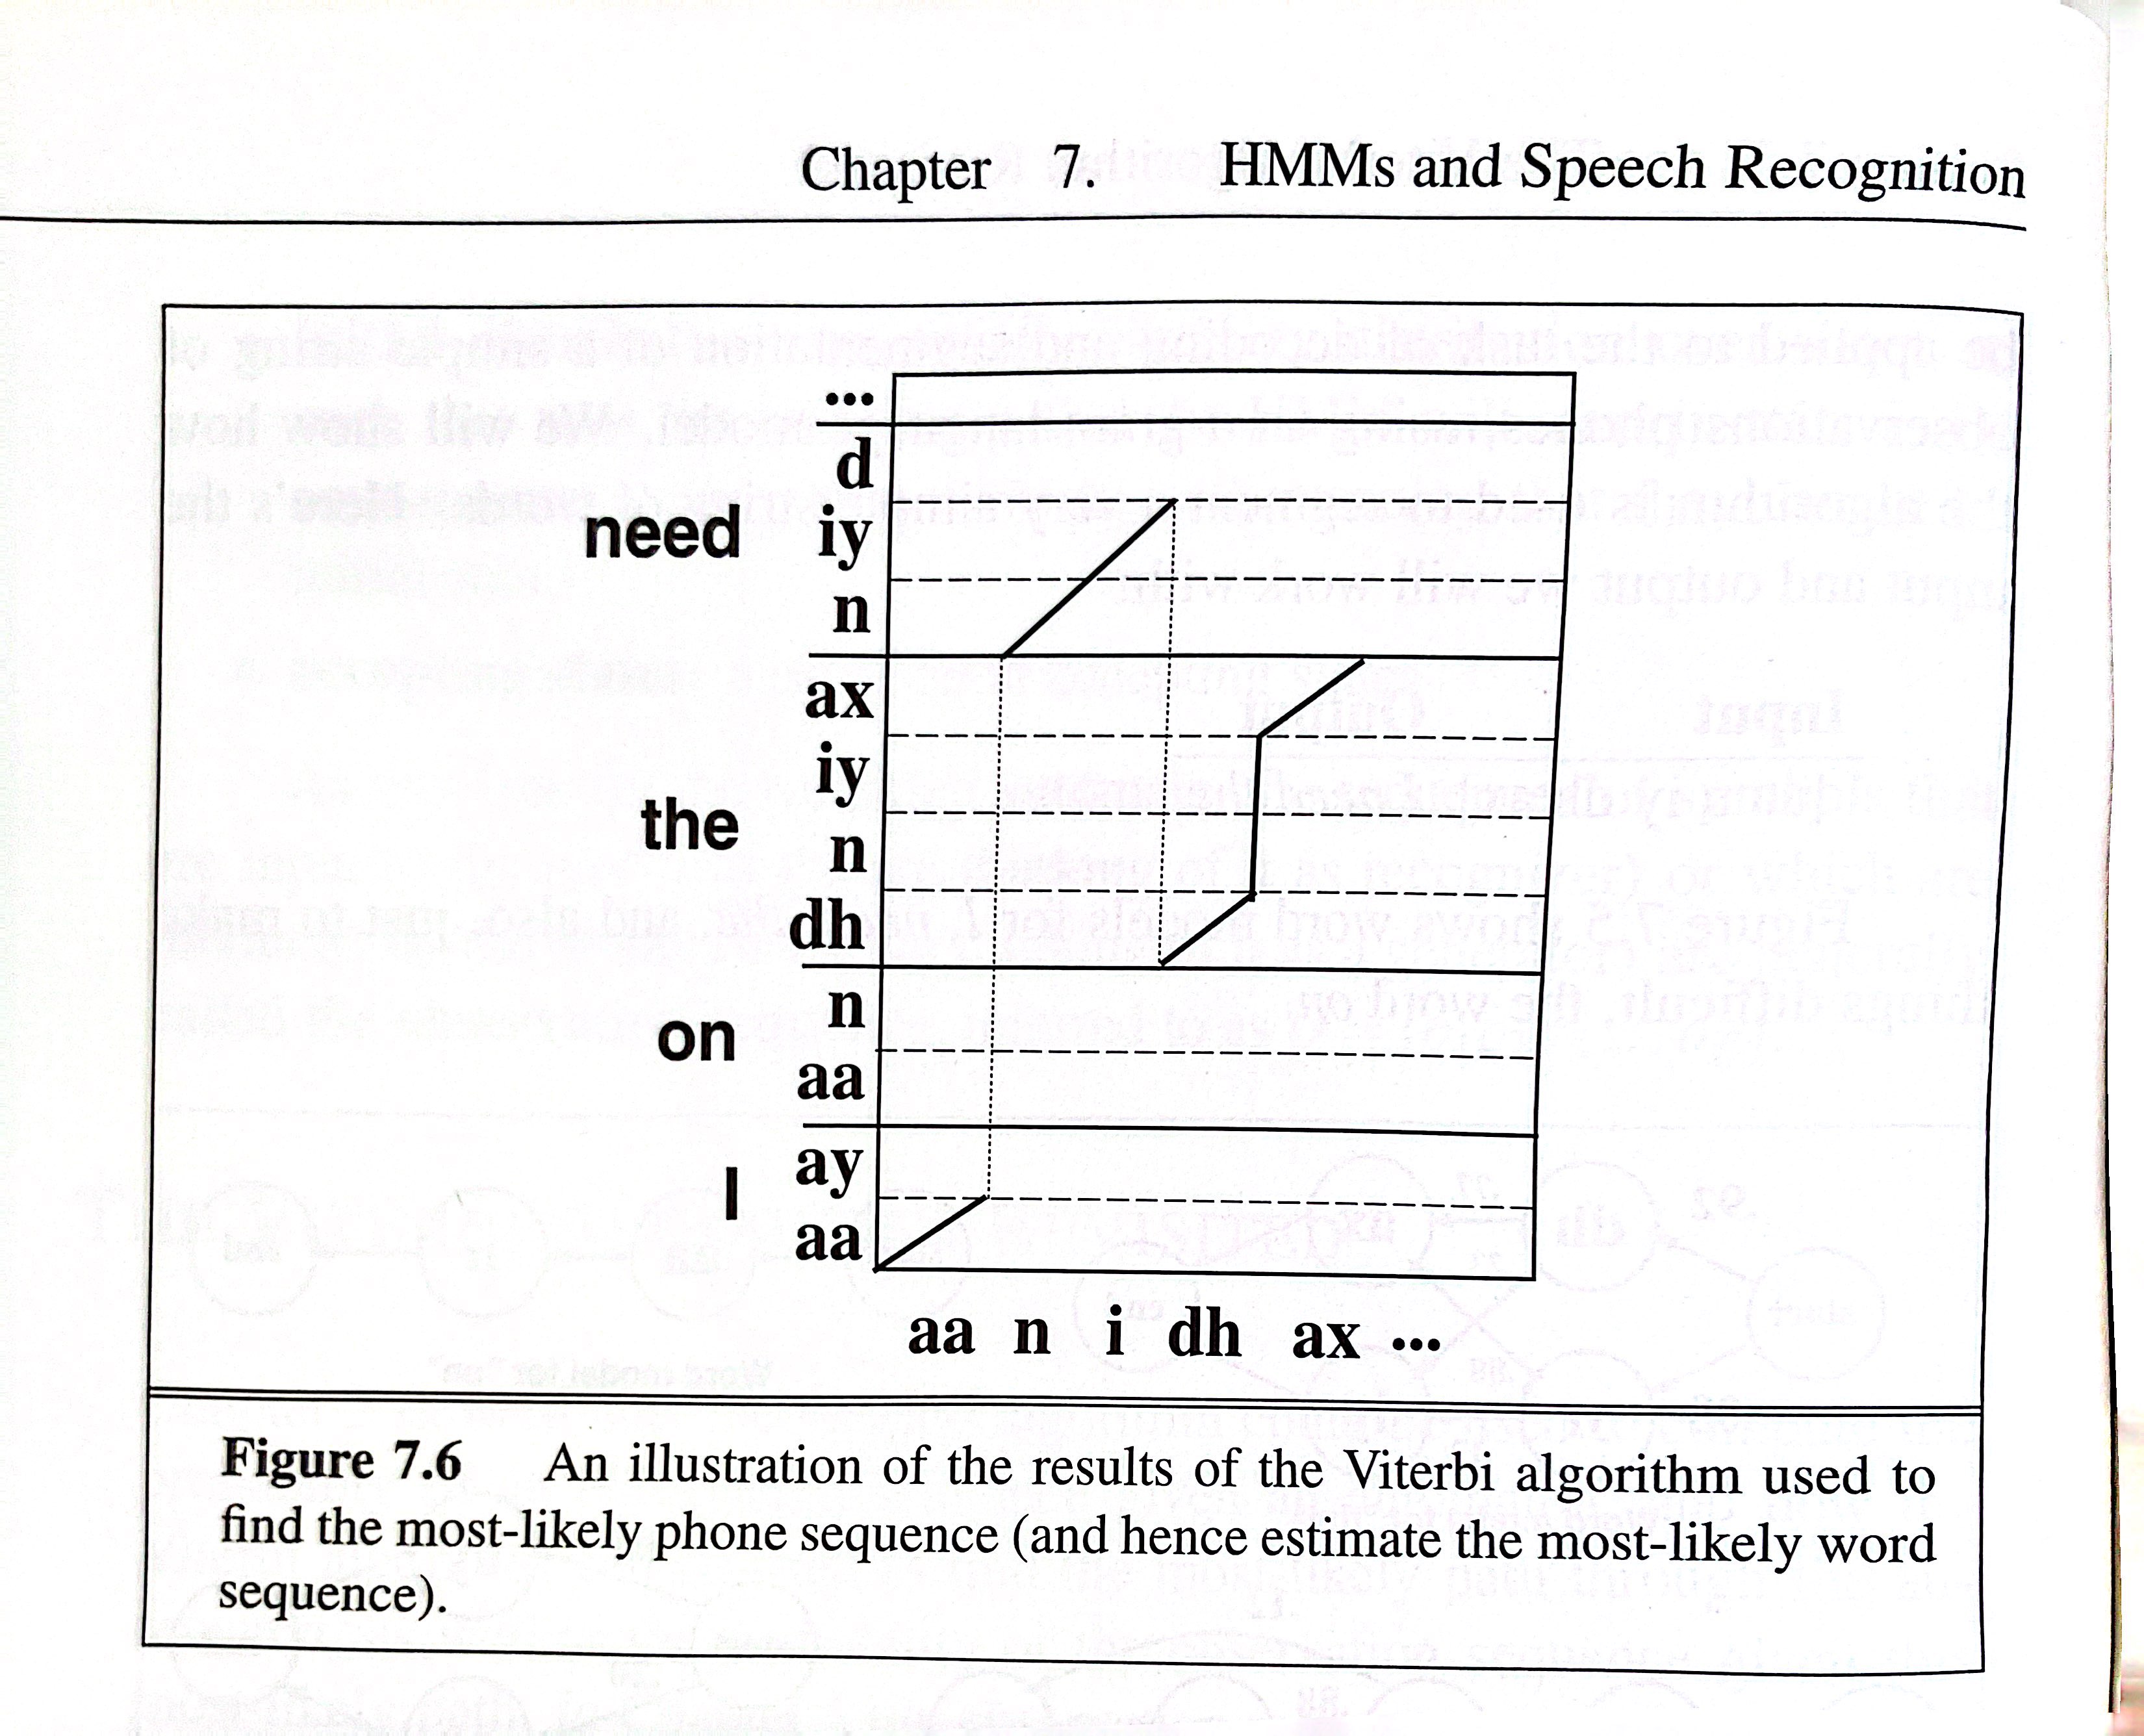 Chapter 7. HMMs and Speech Recognition
...
d
need iy
n
ax
iy
the n
dh
n
on
aa
ay
I
aa
aa n i dh ax ...
Figure 7.6 An illustration of the results of the Viterbi algorithm used to
find the most-likely phone sequence (and hence estimate the most-likely word
sequence).